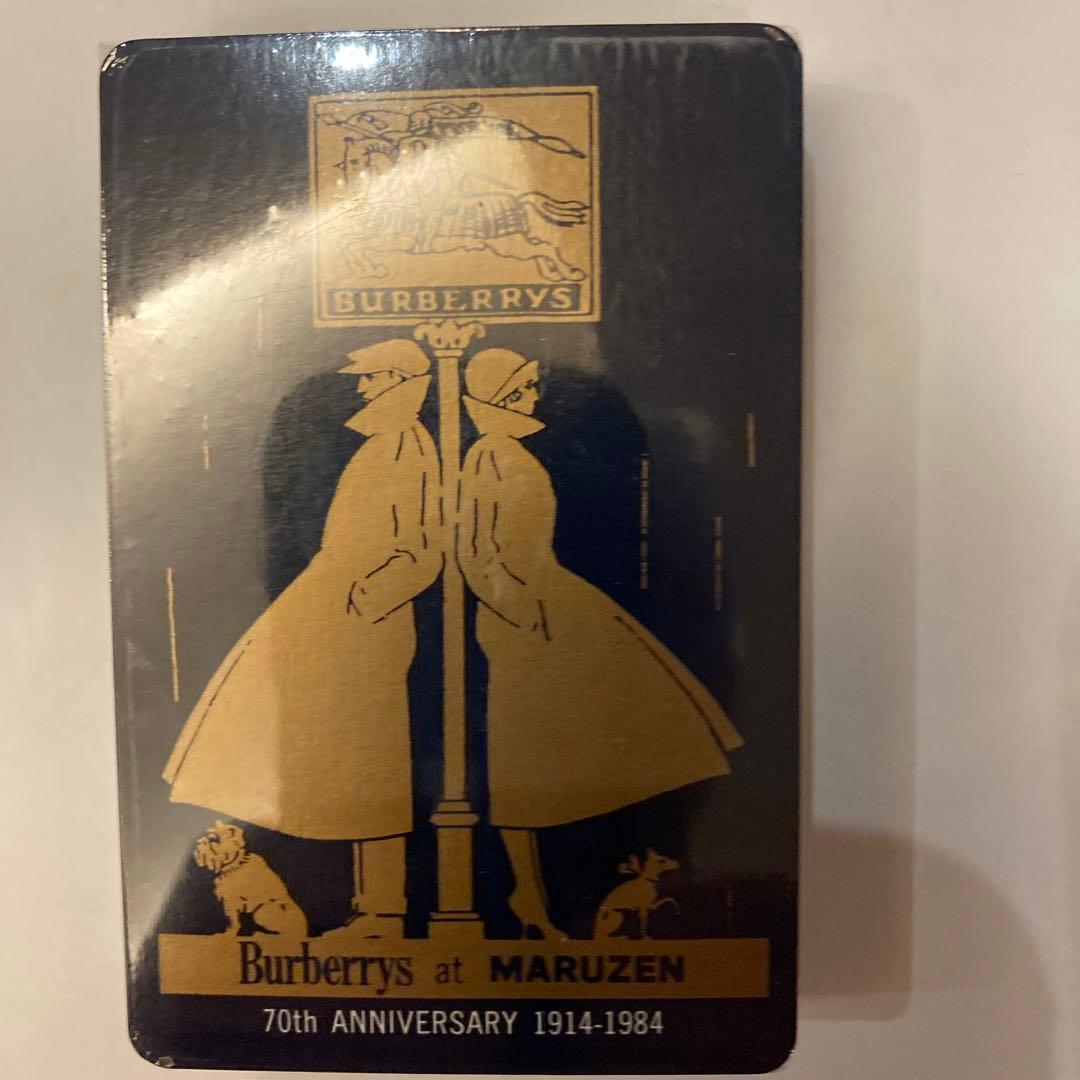 BURBERRYS
Burberrys at MARUZEN
70th ANNIVERSARY 1914-1984